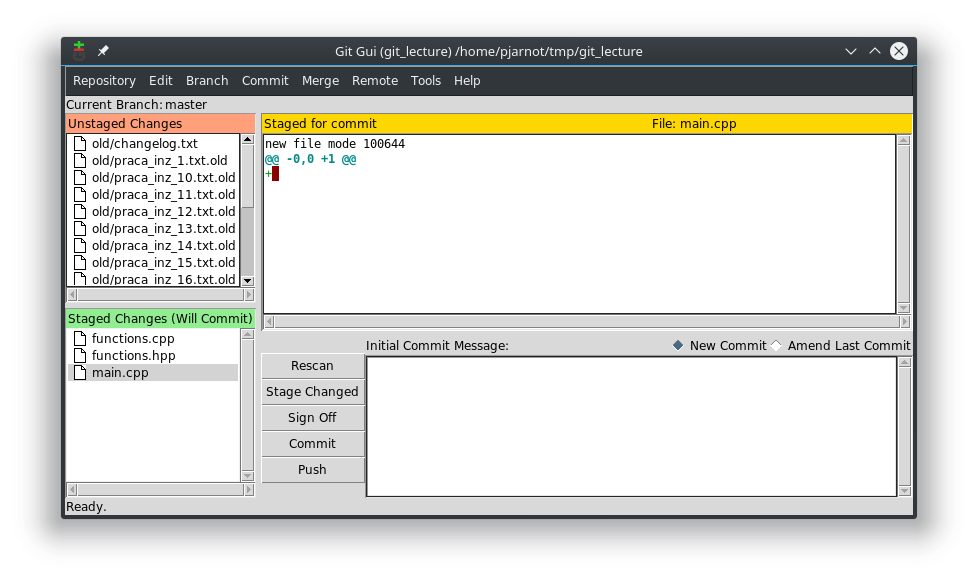 Git Gui (git_lecture) /home/pjarnot/tmp/git_lecture
Repository Edit Branch Commit Merge Remote Tools Help
Current Branch: master
Unstaged Changes
old/changelog.txt
old/praca_inz_1.txt.old
old/praca_inz_10.txt.old
old/praca_inz_11.txt.old
old/praca_inz_12.txt.old
old/praca_inz_13.txt.old
old/praca_inz_14.txt.old
old/praca_inz_15.txt.old
old/praca_inz_16.txt.old
Staged Changes (Will Commit)
functions.cpp
functions.hpp
main.cpp
Staged for commit File: main.cpp
new file mode 100644
@@ -0,0 +1 @@
+
Initial Commit Message: New Commit Amend Last Commit
Rescan
Stage Changed
Sign Off
Commit
Push
Ready.